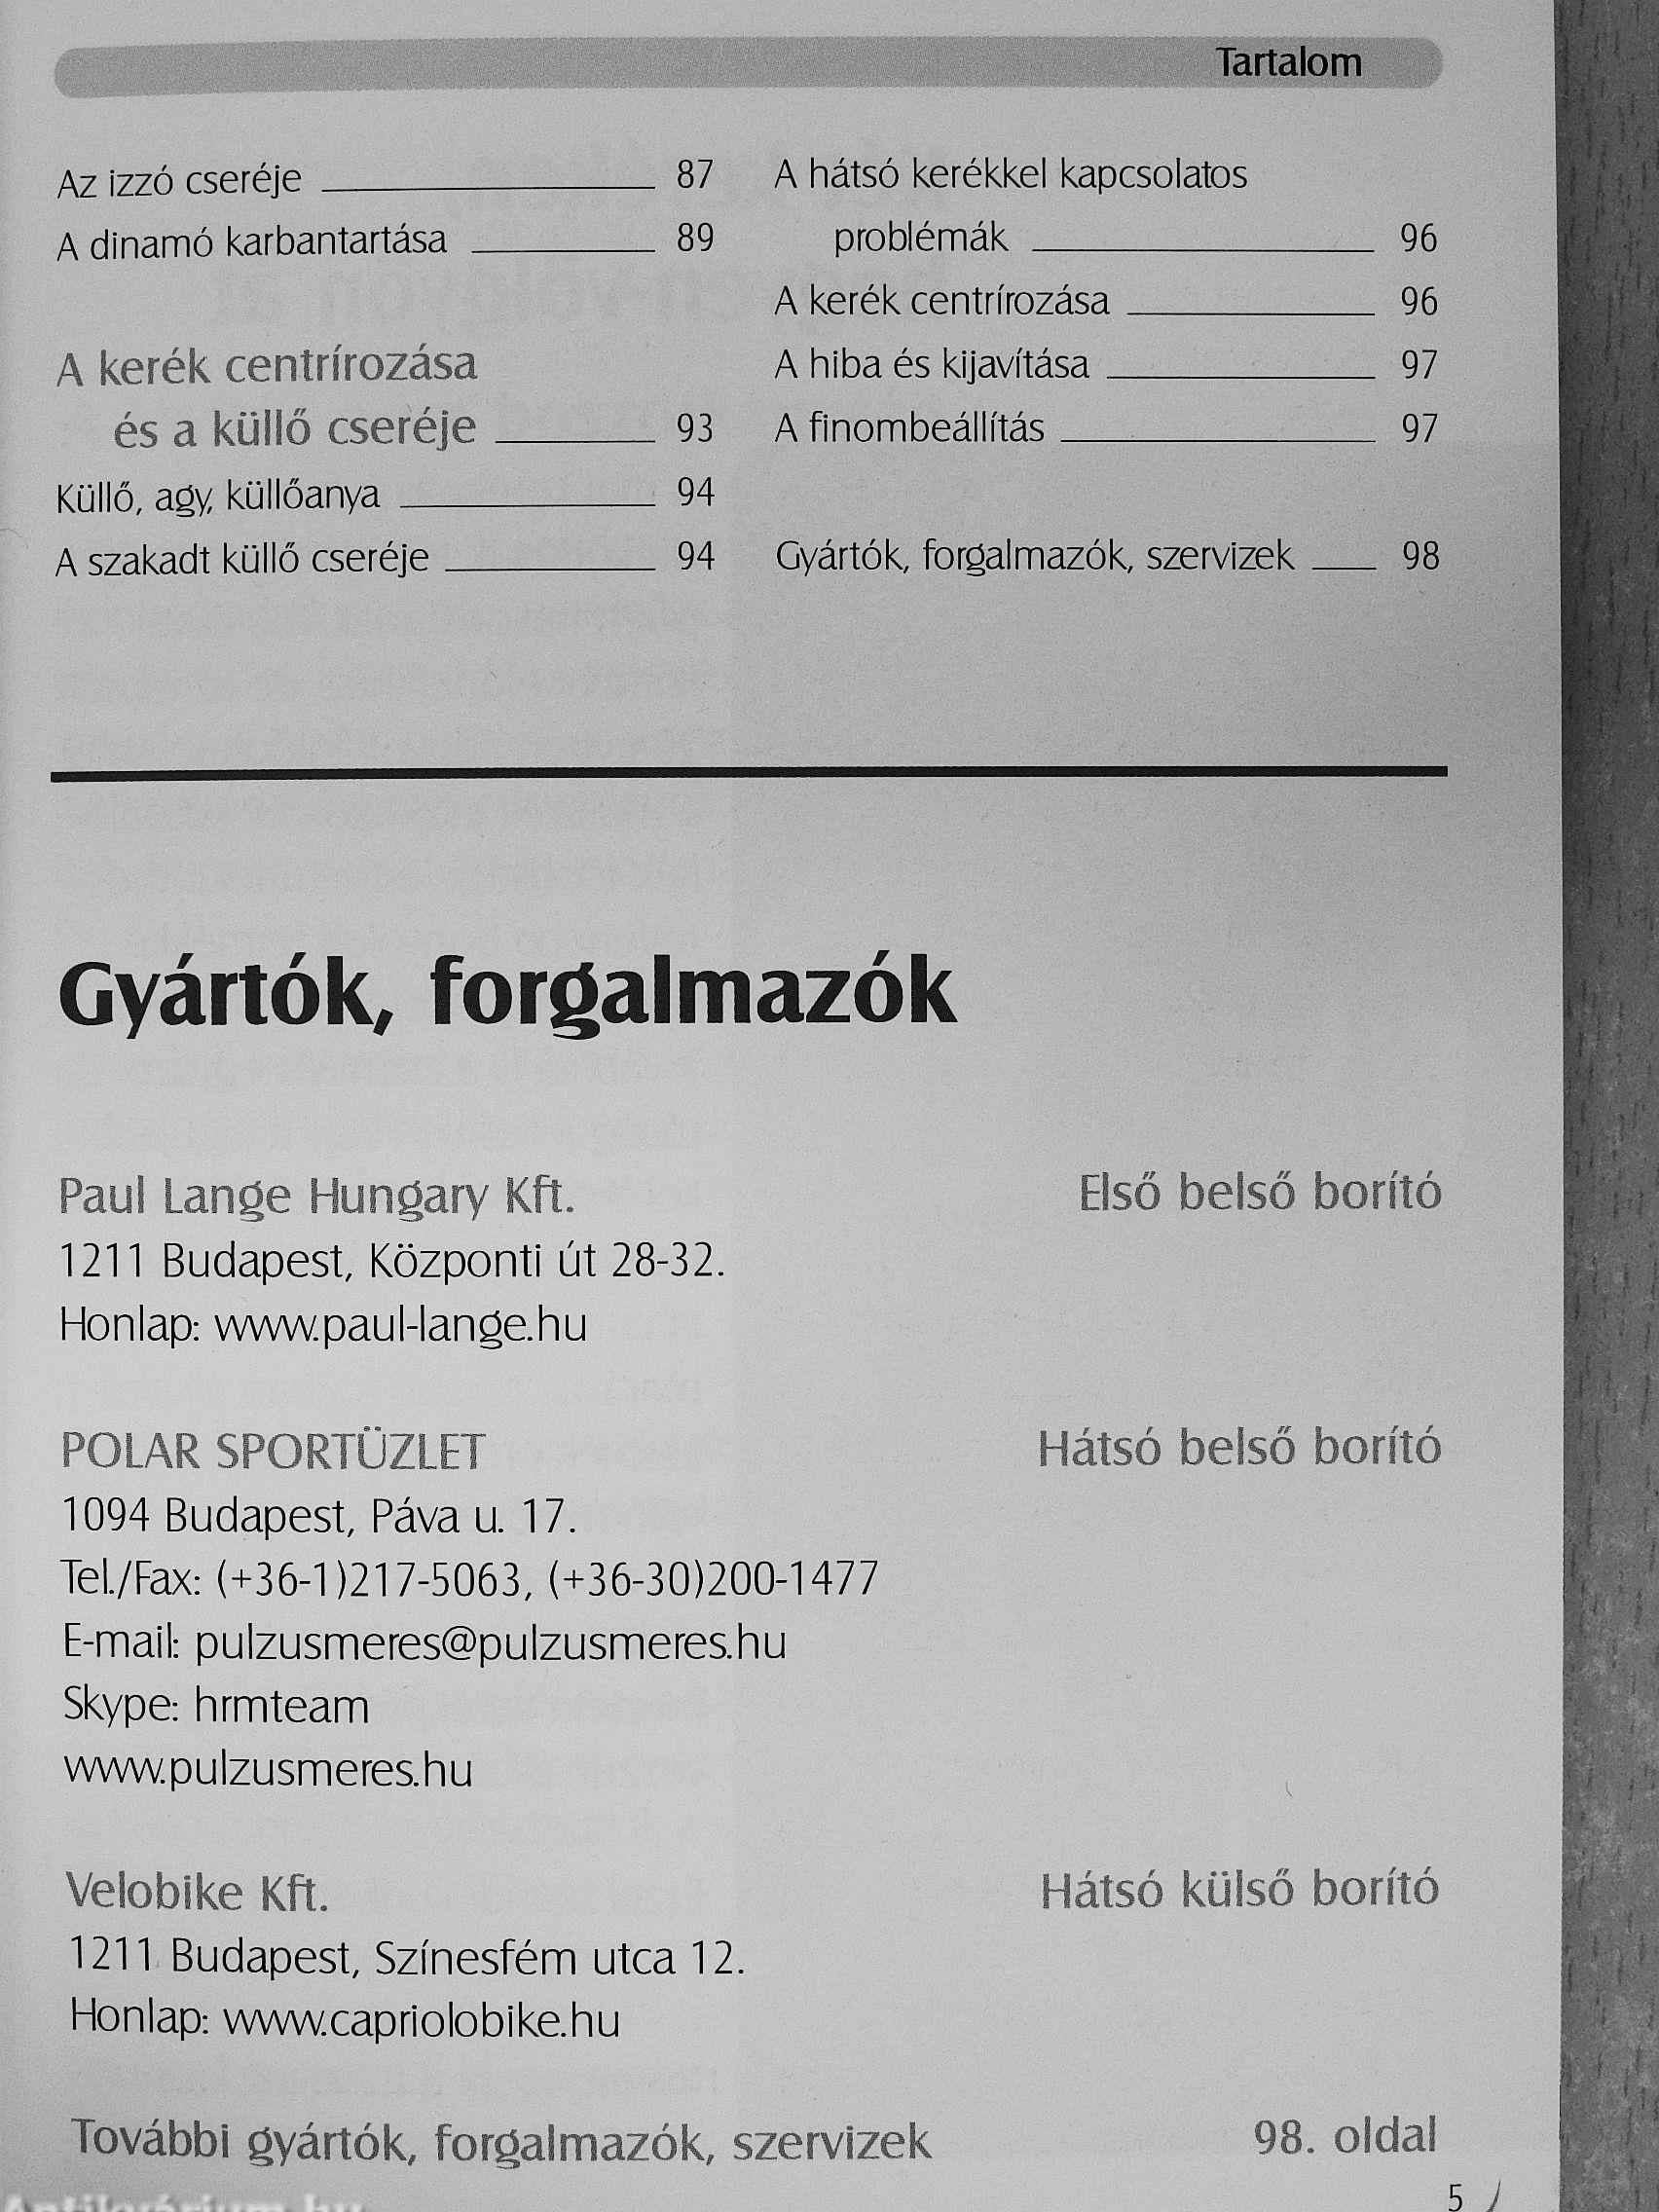 Tartalom
Az izzó cseréje 87
A dinamó karbantartása 89
A kerék centrírozása
és a küllő cseréje 93
Küllő, agy, küllőanya 94
A szakadt küllő cseréje 94
A hátsó kerékkel kapcsolatos
problémák 96
A kerék centrírozása 96
A hiba és kijavítása 97
A finombeállítás 97
Gyártók, forgalmazók, szervizek 98
Gyártók, forgalmazók
Paul Lange Hungary Kft. Első belső borító
1211 Budapest, Központi út 28-32.
Honlap: www.paul-lange.hu
POLAR SPORTÜZLET Hátsó belső borító
1094 Budapest, Páva u. 17.
Tel./Fax: (+36-1)217-5063, (+36-30)200-1477
E-mail: pulzusmeres@pulzusmeres.hu
Skype: hrmteam
www.pulzusmeres.hu
Velobike Kft. Hátsó külső borító
1211 Budapest, Színesfém utca 12.
Honlap: www.capriolobike.hu
További gyártók, forgalmazók, szervizek 98. oldal
5
Antikvárium.hu